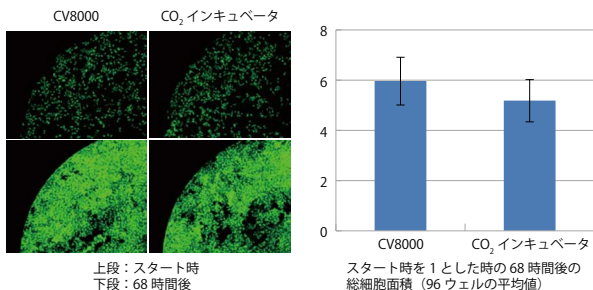 CV8000
CO₂ インキュベータ
上段：スタート時
下段：68 時間後
8
6
4
2
0
CV8000
CO₂ インキュベータ
スタート時を 1 とした時の 68 時間後の
総細胞面積（96 ウェルの平均値）